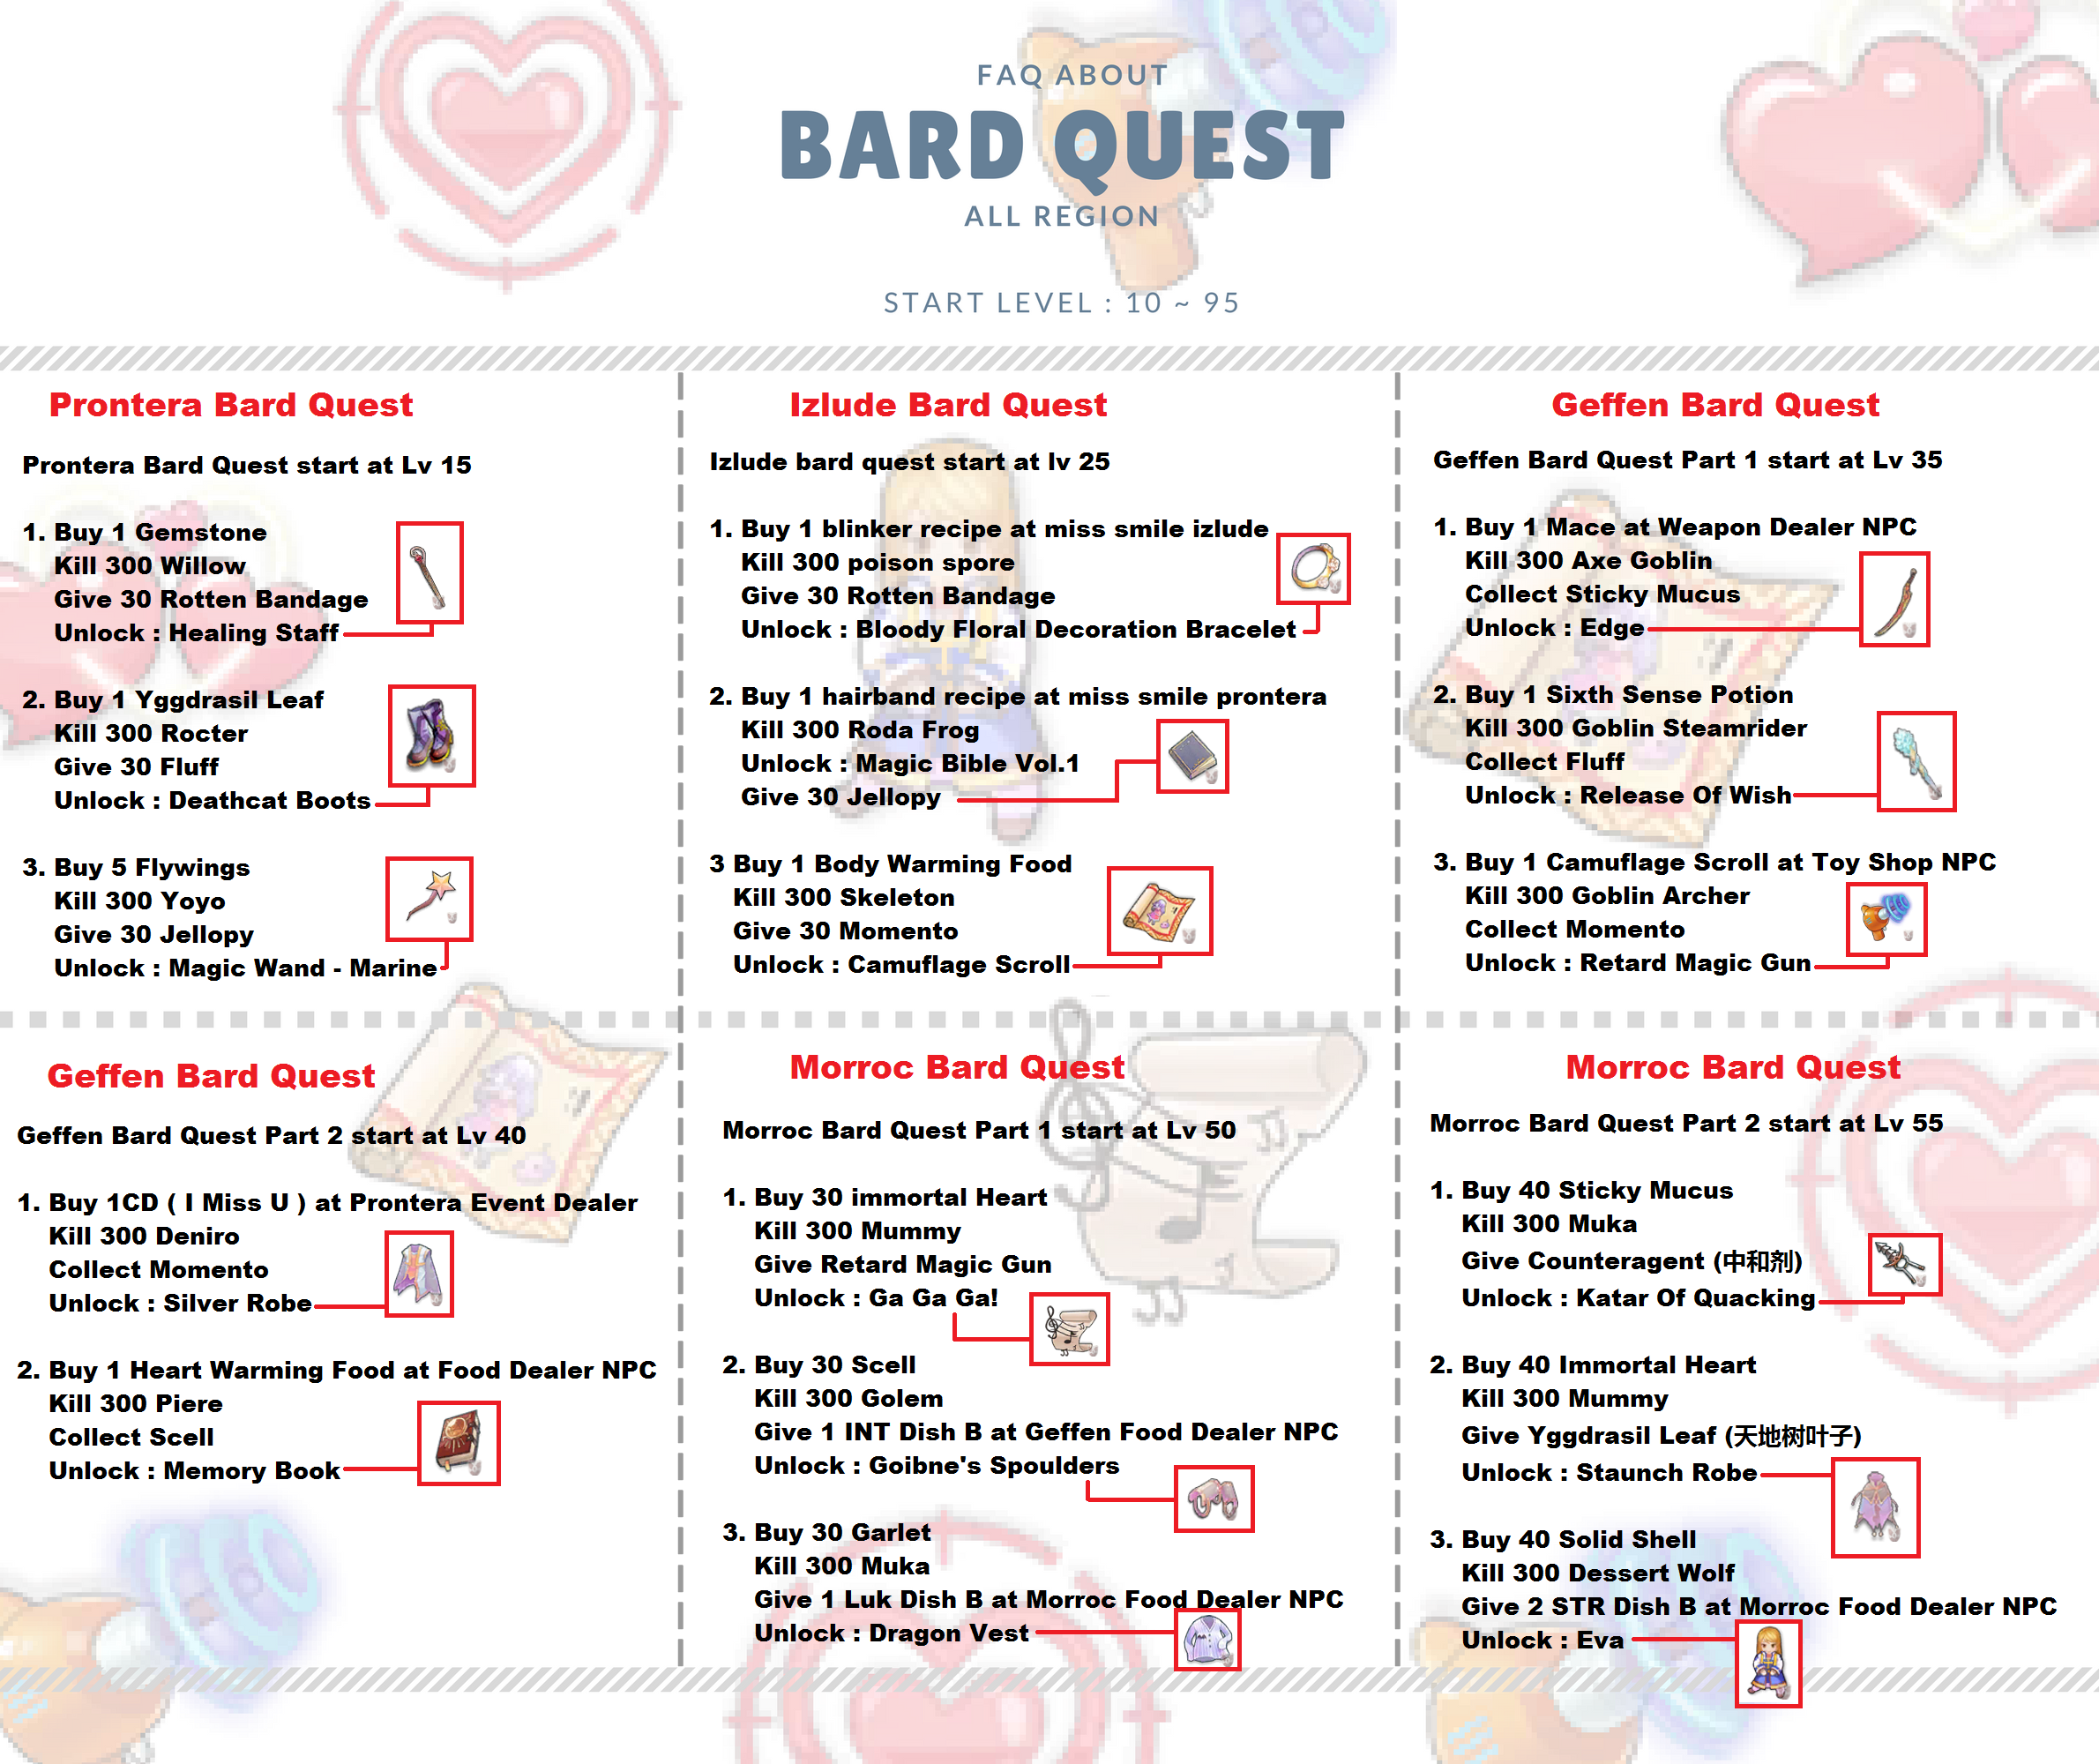 FAQ ABOUT
BARD QUEST
ALL REGION
START LEVEL : 10 ~ 95
Prontera Bard Quest
Prontera Bard Quest start at Lv 15
1. Buy 1 Gemstone
Kill 300 Willow
Give 30 Rotten Bandage
Unlock : Healing Staff
2. Buy 1 Yggdrasil Leaf
Kill 300 Rocter
Give 30 Fluff
Unlock : Deathcat Boots
3. Buy 5 Flywings
Kill 300 Yoyo
Give 30 Jellopy
Unlock : Magic Wand - Marine
Izlude Bard Quest
Izlude bard quest start at lv 25
1. Buy 1 blinker recipe at miss smile izlude
Kill 300 poison spore
Give 30 Rotten Bandage
Unlock : Bloody Floral Decoration Bracelet
2. Buy 1 hairband recipe at miss smile prontera
Kill 300 Roda Frog
Unlock : Magic Bible Vol.1
Give 30 Jellopy
3 Buy 1 Body Warming Food
Kill 300 Skeleton
Give 30 Momento
Unlock : Camuflage Scroll
Geffen Bard Quest
Geffen Bard Quest Part 1 start at Lv 35
1. Buy 1 Mace at Weapon Dealer NPC
Kill 300 Axe Goblin
Collect Sticky Mucus
Unlock : Edge
2. Buy 1 Sixth Sense Potion
Kill 300 Goblin Steamrider
Collect Fluff
Unlock : Release Of Wish
3. Buy 1 Camuflage Scroll at Toy Shop NPC
Kill 300 Goblin Archer
Collect Momento
Unlock : Retard Magic Gun
Geffen Bard Quest
Geffen Bard Quest Part 2 start at Lv 40
1. Buy 1CD ( I Miss U ) at Prontera Event Dealer
Kill 300 Deniro
Collect Momento
Unlock : Silver Robe
2. Buy 1 Heart Warming Food at Food Dealer NPC
Kill 300 Piere
Collect Scell
Unlock : Memory Book
Morroc Bard Quest
Morroc Bard Quest Part 1 start at Lv 50
1. Buy 30 immortal Heart
Kill 300 Mummy
Give Retard Magic Gun
Unlock : Ga Ga Ga!
2. Buy 30 Scell
Kill 300 Golem
Give 1 INT Dish B at Geffen Food Dealer NPC
Unlock : Goibne's Spoulders
3. Buy 30 Garlet
Kill 300 Muka
Give 1 Luk Dish B at Morroc Food Dealer NPC
Unlock : Dragon Vest
Morroc Bard Quest
Morroc Bard Quest Part 2 start at Lv 55
1. Buy 40 Sticky Mucus
Kill 300 Muka
Give Counteragent (中和剂)
Unlock : Katar Of Quacking
2. Buy 40 Immortal Heart
Kill 300 Mummy
Give Yggdrasil Leaf (天地树叶子)
Unlock : Staunch Robe
3. Buy 40 Solid Shell
Kill 300 Dessert Wolf
Give 2 STR Dish B at Morroc Food Dealer NPC
Unlock : Eva